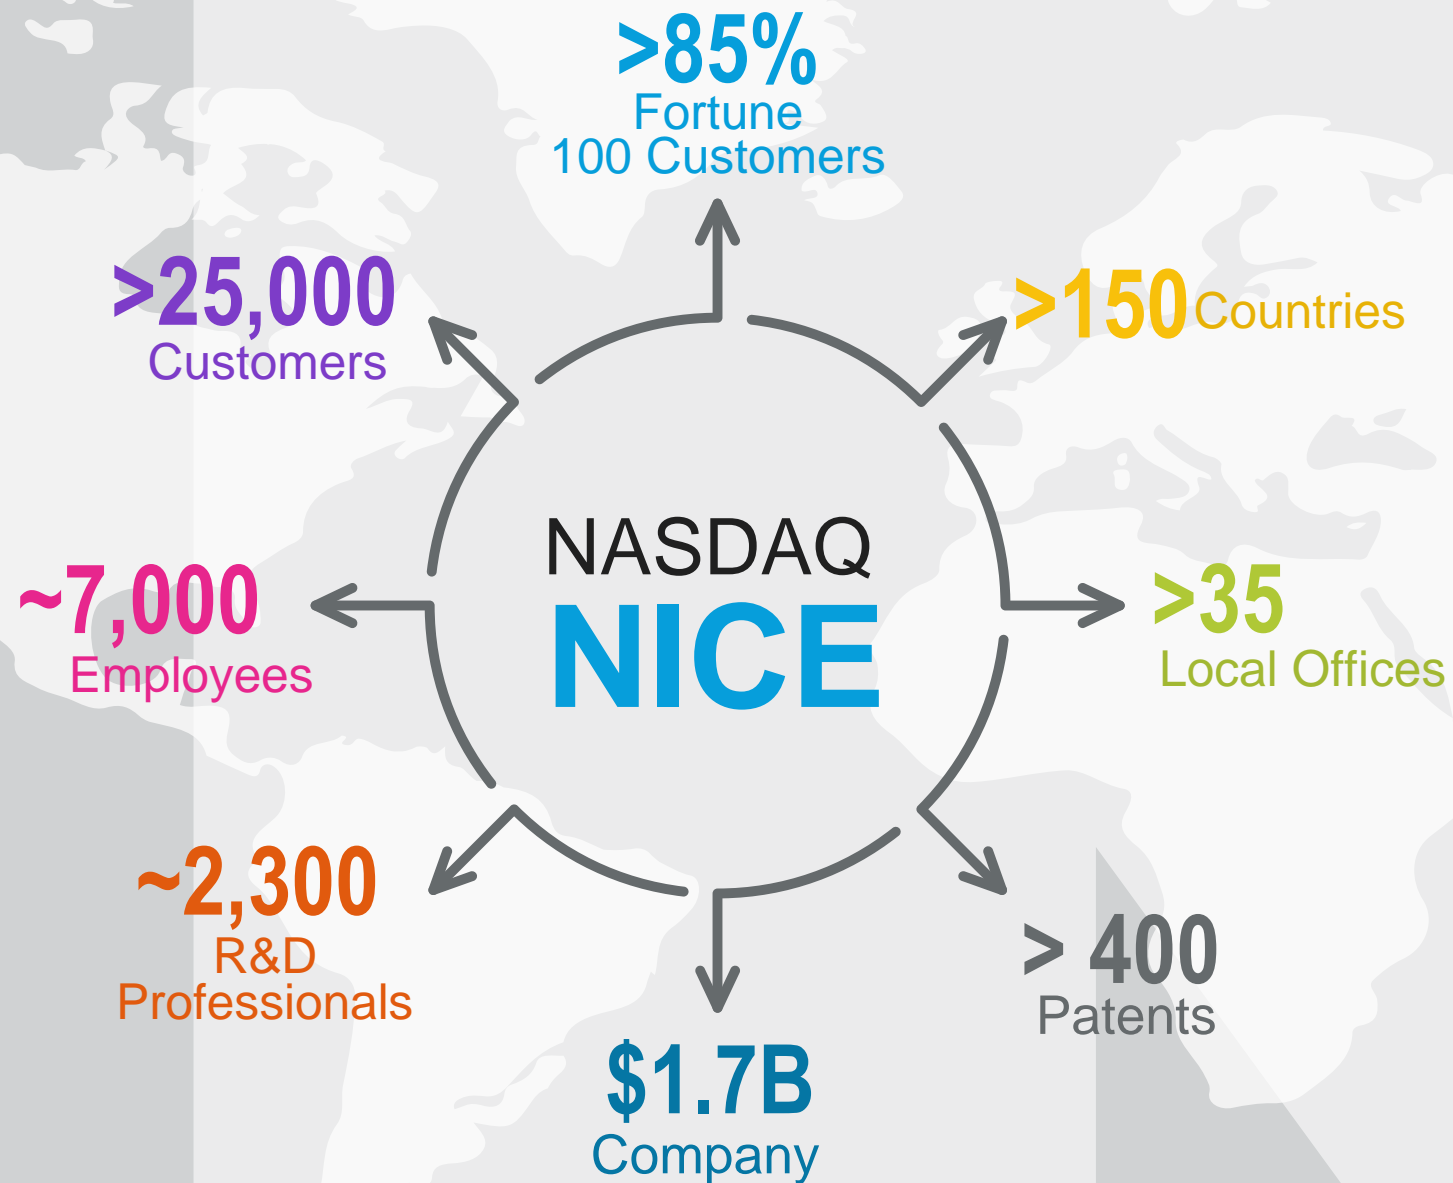 >85%
Fortune
100 Customers
>25,000
Customers
>150 Countries
NASDAQ
NICE
~7,000
Employees
>35
Local Offices
~2,300
R&D
Professionals
> 400
Patents
$1.7B
Company